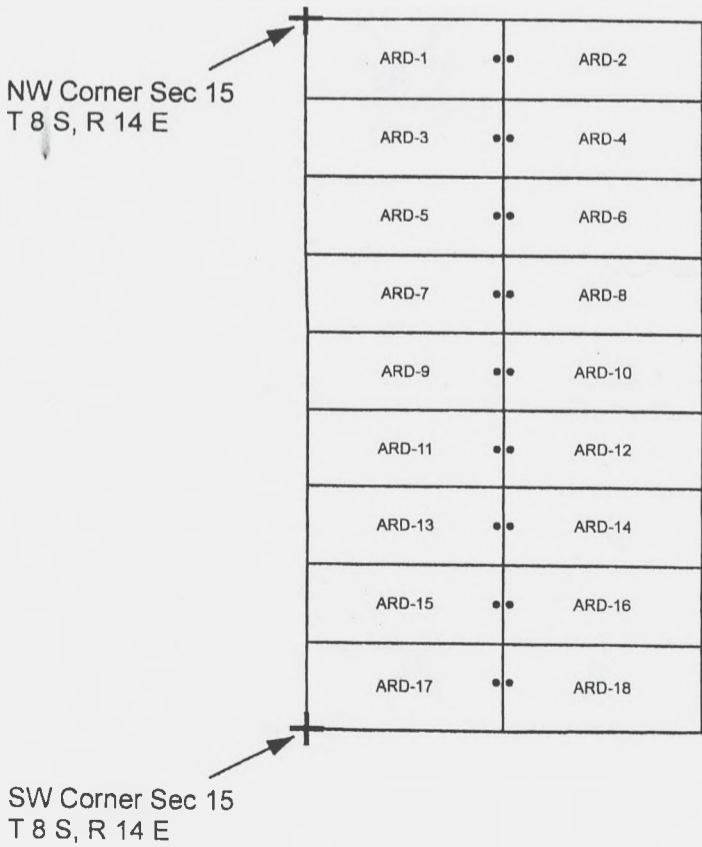 NW Corner Sec 15
T 8 S, R 14 E
ARD-1
ARD-2
ARD-3
ARD-4
ARD-5
ARD-6
ARD-7
ARD-8
ARD-9
ARD-10
ARD-11
ARD-12
ARD-13
ARD-14
ARD-15
ARD-16
ARD-17
ARD-18
SW Corner Sec 15
T 8 S, R 14 E